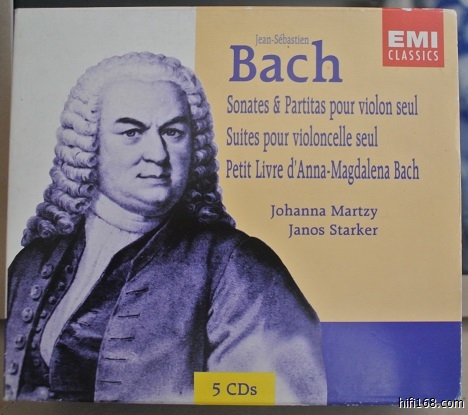 Jean-Sébastien
Bach
EMI
CLASSICS
Sonates & Partitas pour violon seul
Suites pour violoncelle seul
Petit Livre d'Anna-Magdalena Bach
Johanna Martzy
Janos Starker
5 CDs
hifi168.com